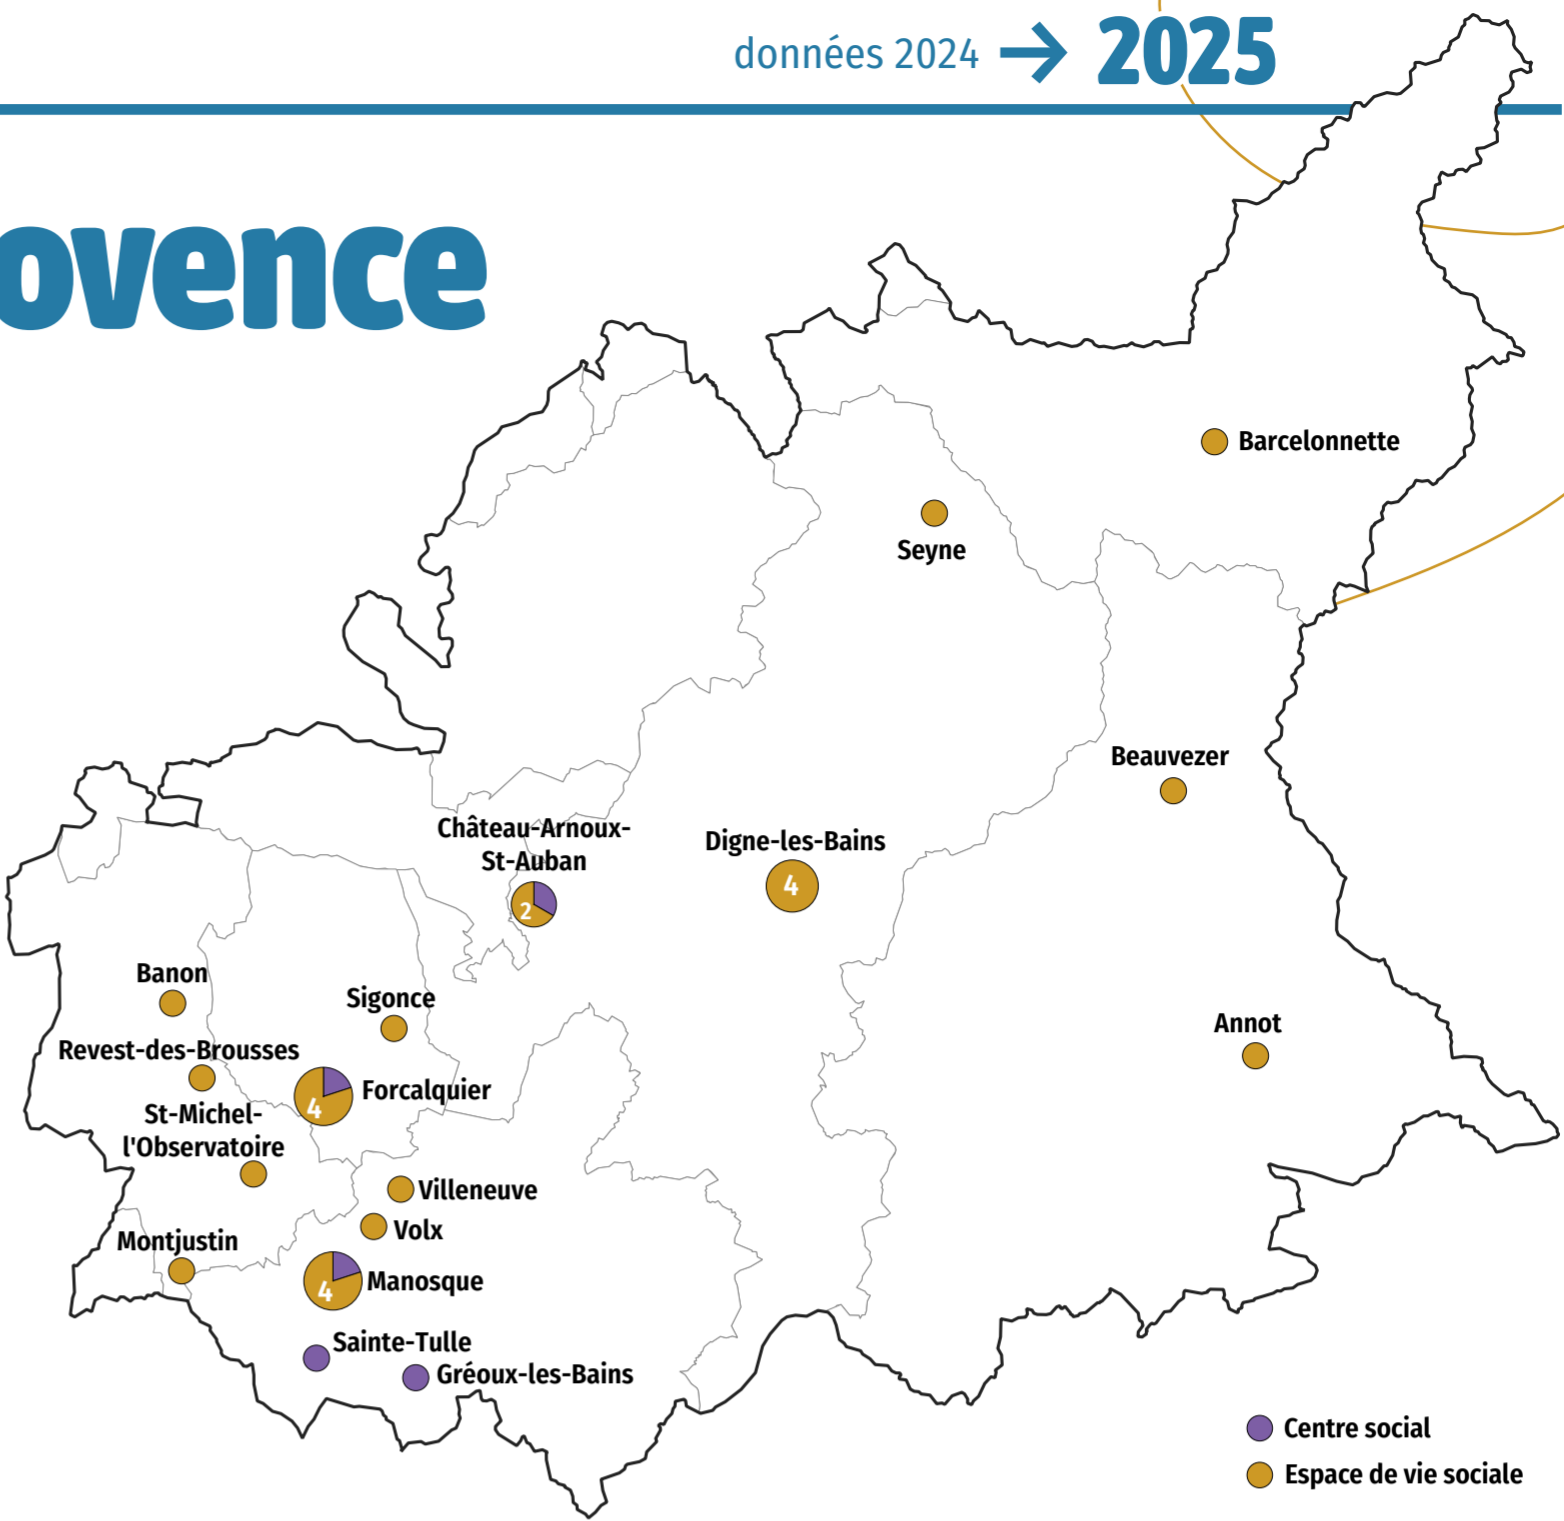 données 2024 → 2025
ovence
Barcelonnette
Seyne
Beauvezer
Château-Arnoux-
St-Auban
2
Digne-les-Bains
4
Banon
Sigonce
Annot
Revest-des-Brousses
4
Forcalquier
St-Michel-
l'Observatoire
Villeneuve
Volx
Montjustin
4
Manosque
Sainte-Tulle
Gréoux-les-Bains
Centre social
Espace de vie sociale